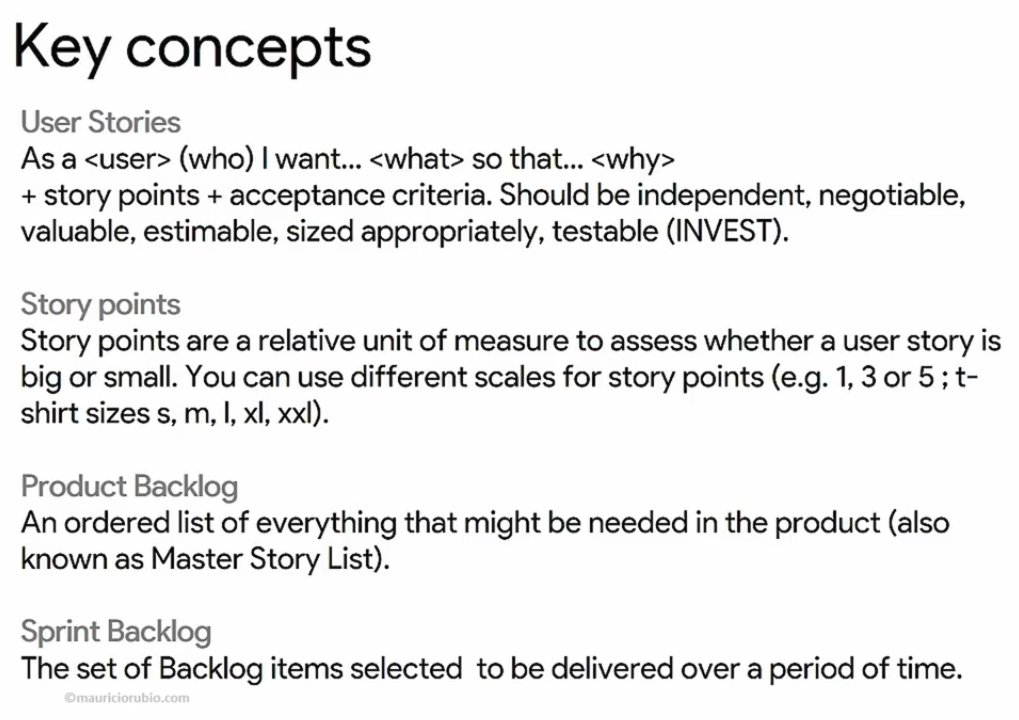 Key concepts
User Stories
As a <user> (who) I want... <what> so that... <why>
+ story points + acceptance criteria. Should be independent, negotiable,
valuable, estimable, sized appropriately, testable (INVEST).
Story points
Story points are a relative unit of measure to assess whether a user story is
big or small. You can use different scales for story points (e.g. 1, 3 or 5 ; t-
shirt sizes s, m, l, xl, xxl).
Product Backlog
An ordered list of everything that might be needed in the product (also
known as Master Story List).
Sprint Backlog
The set of Backlog items selected  to be delivered over a period of time.
©mauriciorubio.com